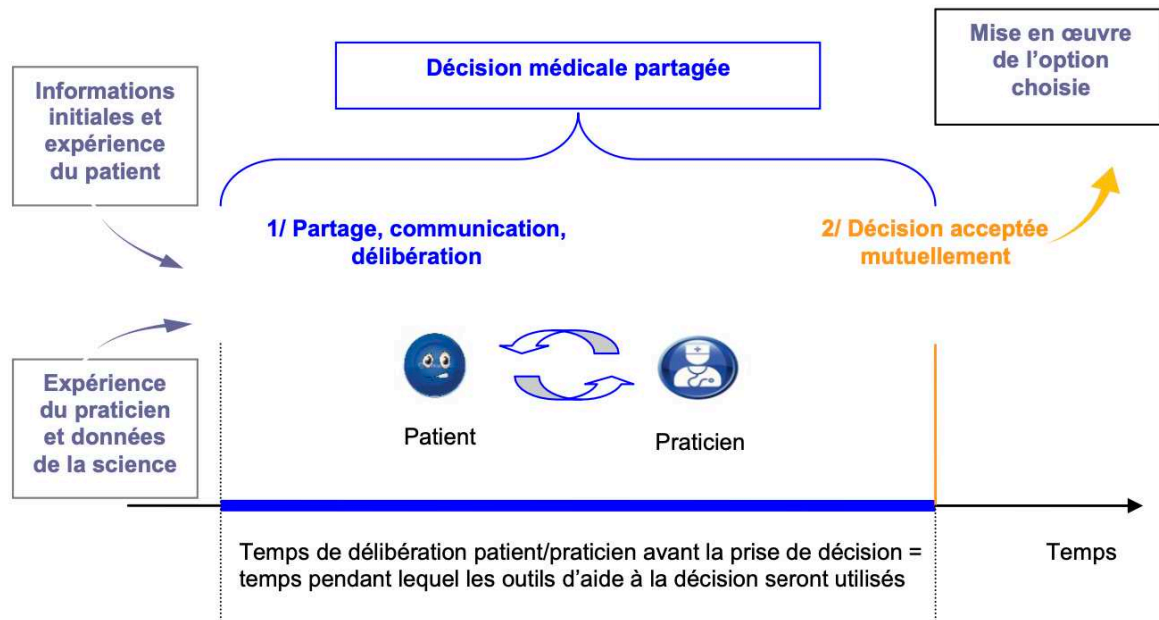 Décision médicale partagée
Mise en œuvre
de l’option
choisie
Informations
initiales et
expérience
du patient
1/ Partage, communication,
délibération
2/ Décision acceptée
mutuellement
Expérience
du praticien
et données
de la science
Patient
Praticien
Temps de délibération patient/praticien avant la prise de décision =
temps pendant lequel les outils d’aide à la décision seront utilisés
Temps